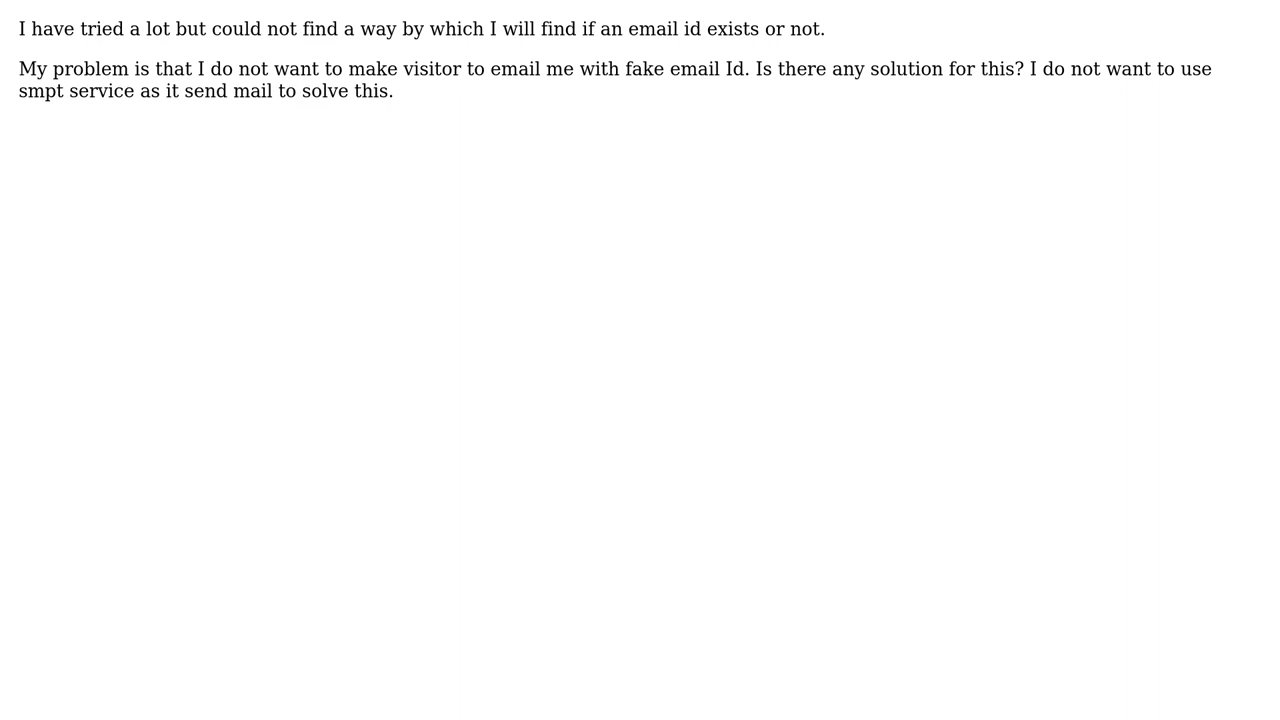 I have tried a lot but could not find a way by which I will find if an email id exists or not.
My problem is that I do not want to make visitor to email me with fake email Id. Is there any solution for this? I do not want to use
smpt service as it send mail to solve this.